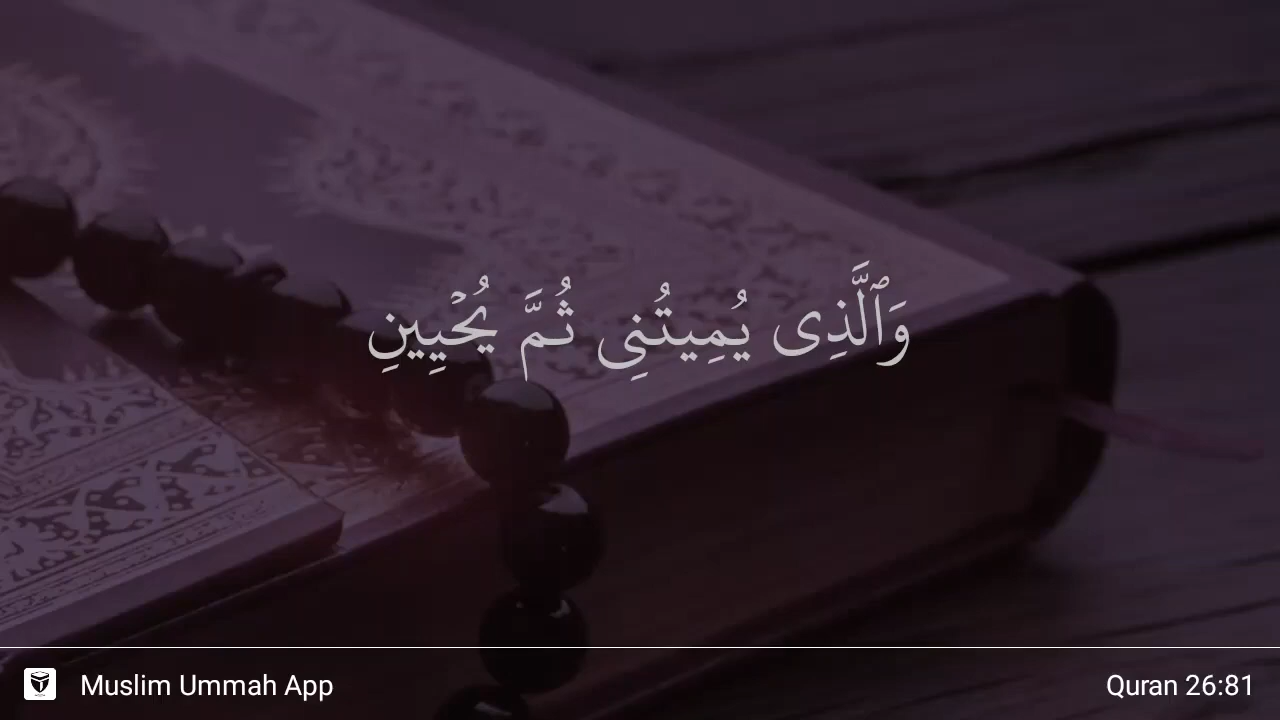 وَٱلَّذِى يُمِيتُنِى ثُمَّ يُحْيِينِ
Muslim Ummah App
Quran 26:81